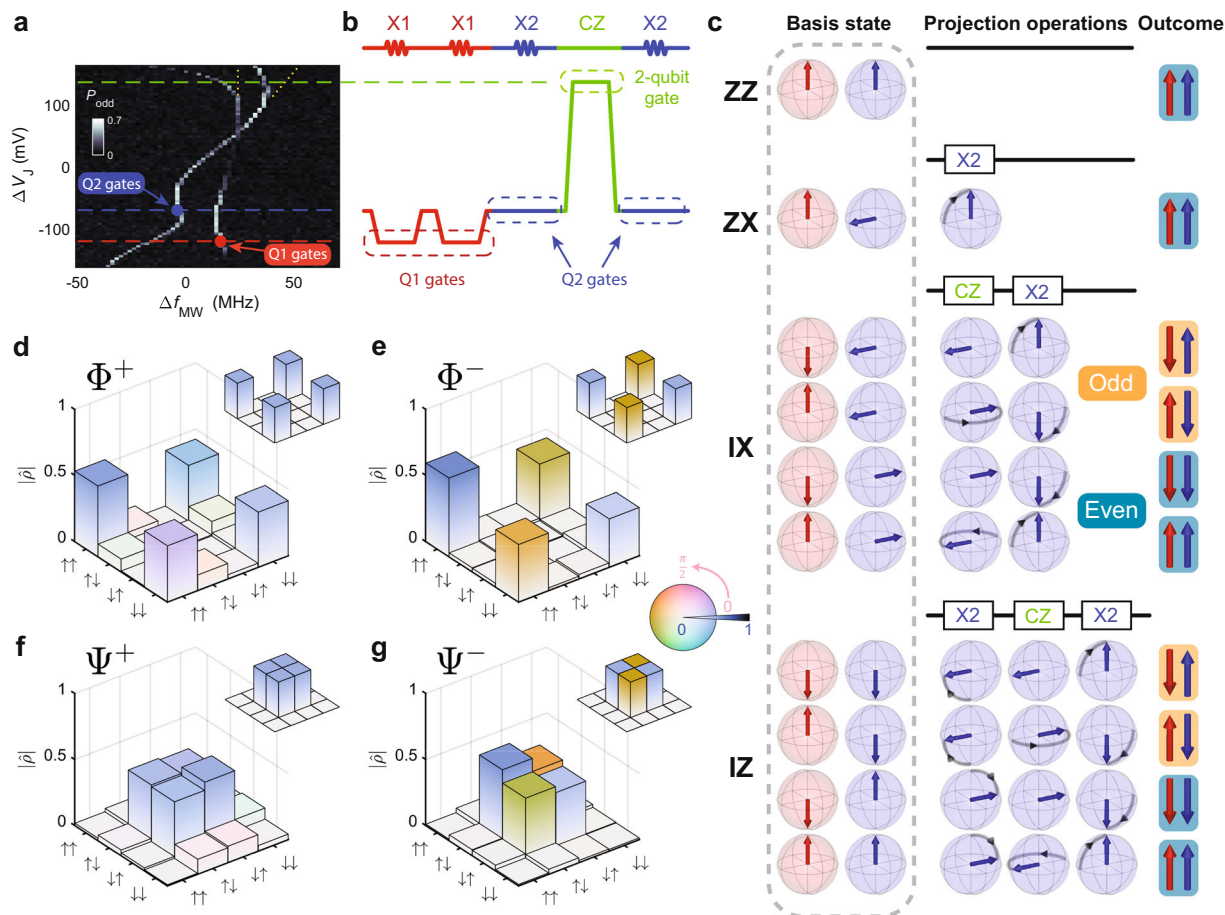 a
P_odd
0.7
0
ΔV_J (mV)
100
0
-100
Q2 gates
Q1 gates
-50
0
50
Δf_MW (MHz)
b
X1 X1 X2 CZ X2
2-qubit
gate
Q1 gates
Q2 gates
c
Basis state Projection operations Outcome
ZZ
X2
ZX
CZ X2
IX
Odd
Even
X2 CZ X2
IZ
d
Φ⁺
|ρ̂|
1
0.5
0
↑↑ ↑↓ ↓↑ ↓↓
↑↑ ↑↓ ↓↑ ↓↓
e
Φ⁻
|ρ̂|
1
0.5
0
↑↑ ↑↓ ↓↑ ↓↓
↑↑ ↑↓ ↓↑ ↓↓
π/2
0
0 1
f
Ψ⁺
|ρ̂|
1
0.5
0
↑↑ ↑↓ ↓↑ ↓↓
↑↑ ↑↓ ↓↑ ↓↓
g
Ψ⁻
|ρ̂|
1
0.5
0
↑↑ ↑↓ ↓↑ ↓↓
↑↑ ↑↓ ↓↑ ↓↓